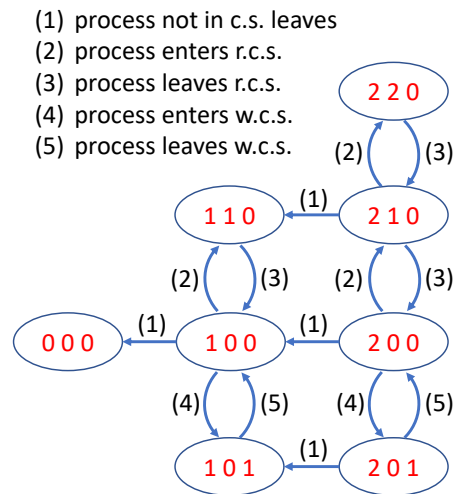 (1) process not in c.s. leaves
(2) process enters r.c.s.
(3) process leaves r.c.s.
(4) process enters w.c.s.
(5) process leaves w.c.s.
2 2 0
(2) (3)
(1)
1 1 0 2 1 0
(2) (3) (2) (3)
(1) (1)
0 0 0 1 0 0 2 0 0
(4) (5) (4) (5)
(1)
1 0 1 2 0 1